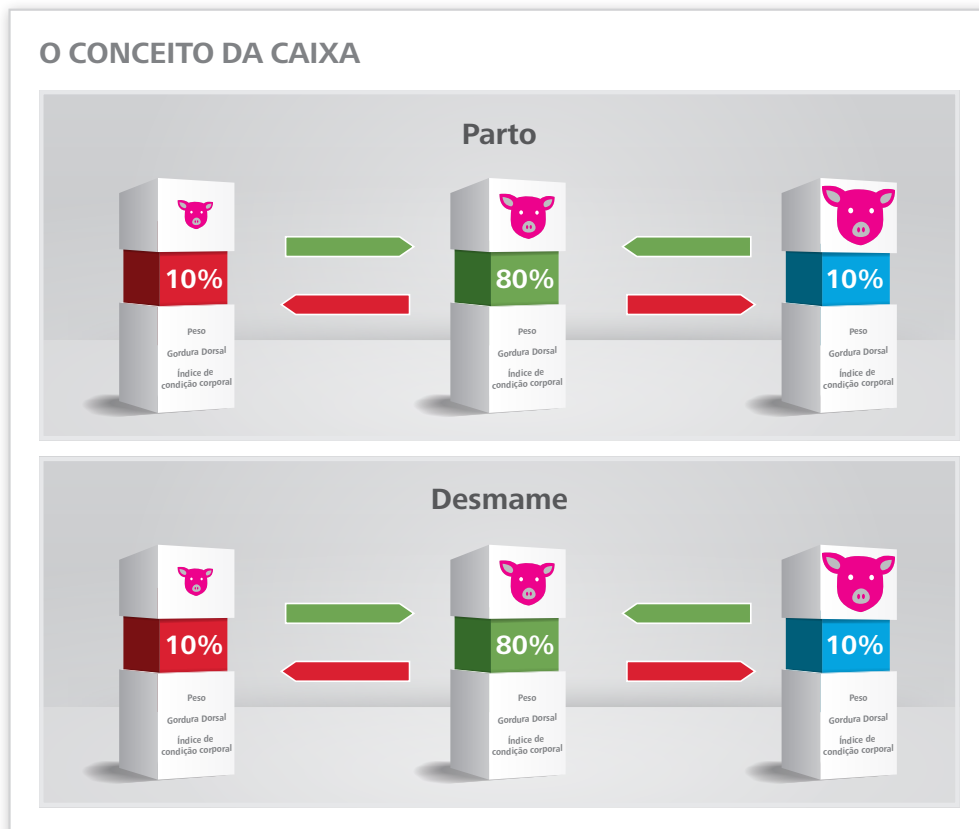 O CONCEITO DA CAIXA
Parto
10%
Peso
Gordura Dorsal
Índice de
condição corporal
80%
Peso
Gordura Dorsal
Índice de
condição corporal
10%
Peso
Gordura Dorsal
Índice de
condição corporal
Desmame
10%
Peso
Gordura Dorsal
Índice de
condição corporal
80%
Peso
Gordura Dorsal
Índice de
condição corporal
10%
Peso
Gordura Dorsal
Índice de
condição corporal